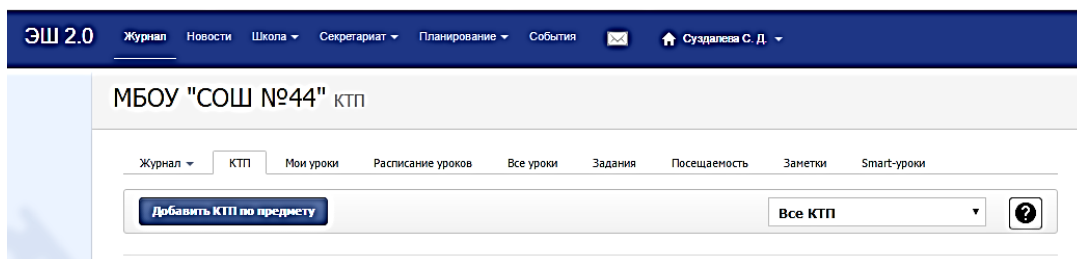 ЭШ 2.0 Журнал Новости Школа Секретариат Планирование События Суздалева С. Д.
МБОУ "СОШ №44" КТП
Журнал КТП Мои уроки Расписание уроков Все уроки Задания Посещаемость Заметки Smart-уроки
Добавить КТП по предмету Все КТП ?